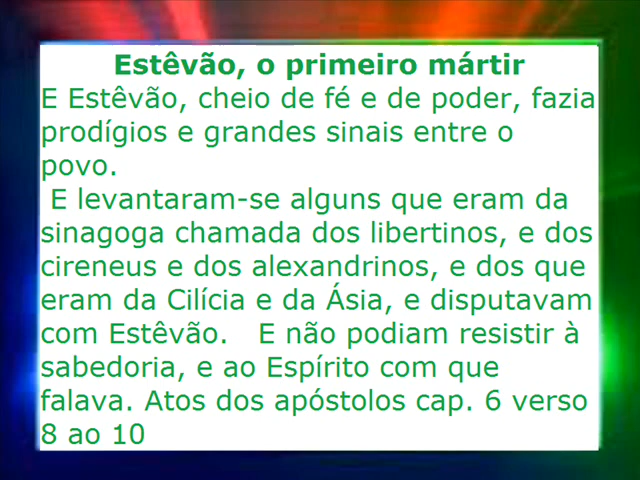 Estêvão, o primeiro mártir
E Estêvão, cheio de fé e de poder, fazia
prodígios e grandes sinais entre o
povo.
E levantaram-se alguns que eram da
sinagoga chamada dos libertinos, e dos
cireneus e dos alexandrinos, e dos que
eram da Cilícia e da Ásia, e disputavam
com Estêvão.   E não podiam resistir à
sabedoria, e ao Espírito com que
falava. Atos dos apóstolos cap. 6 verso
8 ao 10